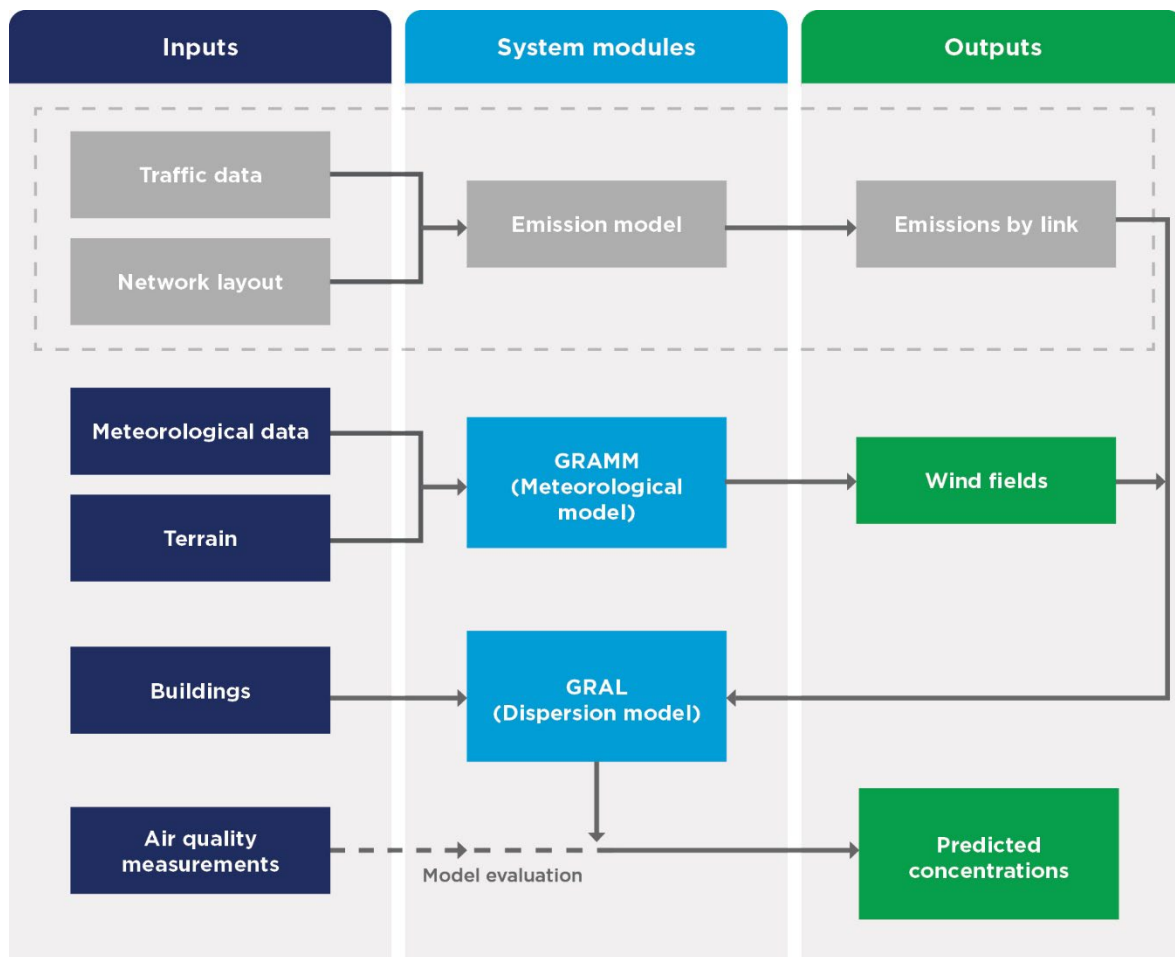 Inputs
System modules
Outputs
Traffic data
Network layout
Emission model
Emissions by link
Meteorological data
Terrain
GRAMM
(Meteorological
model)
Wind fields
Buildings
GRAL
(Dispersion model)
Air quality
measurements
Model evaluation
Predicted
concentrations